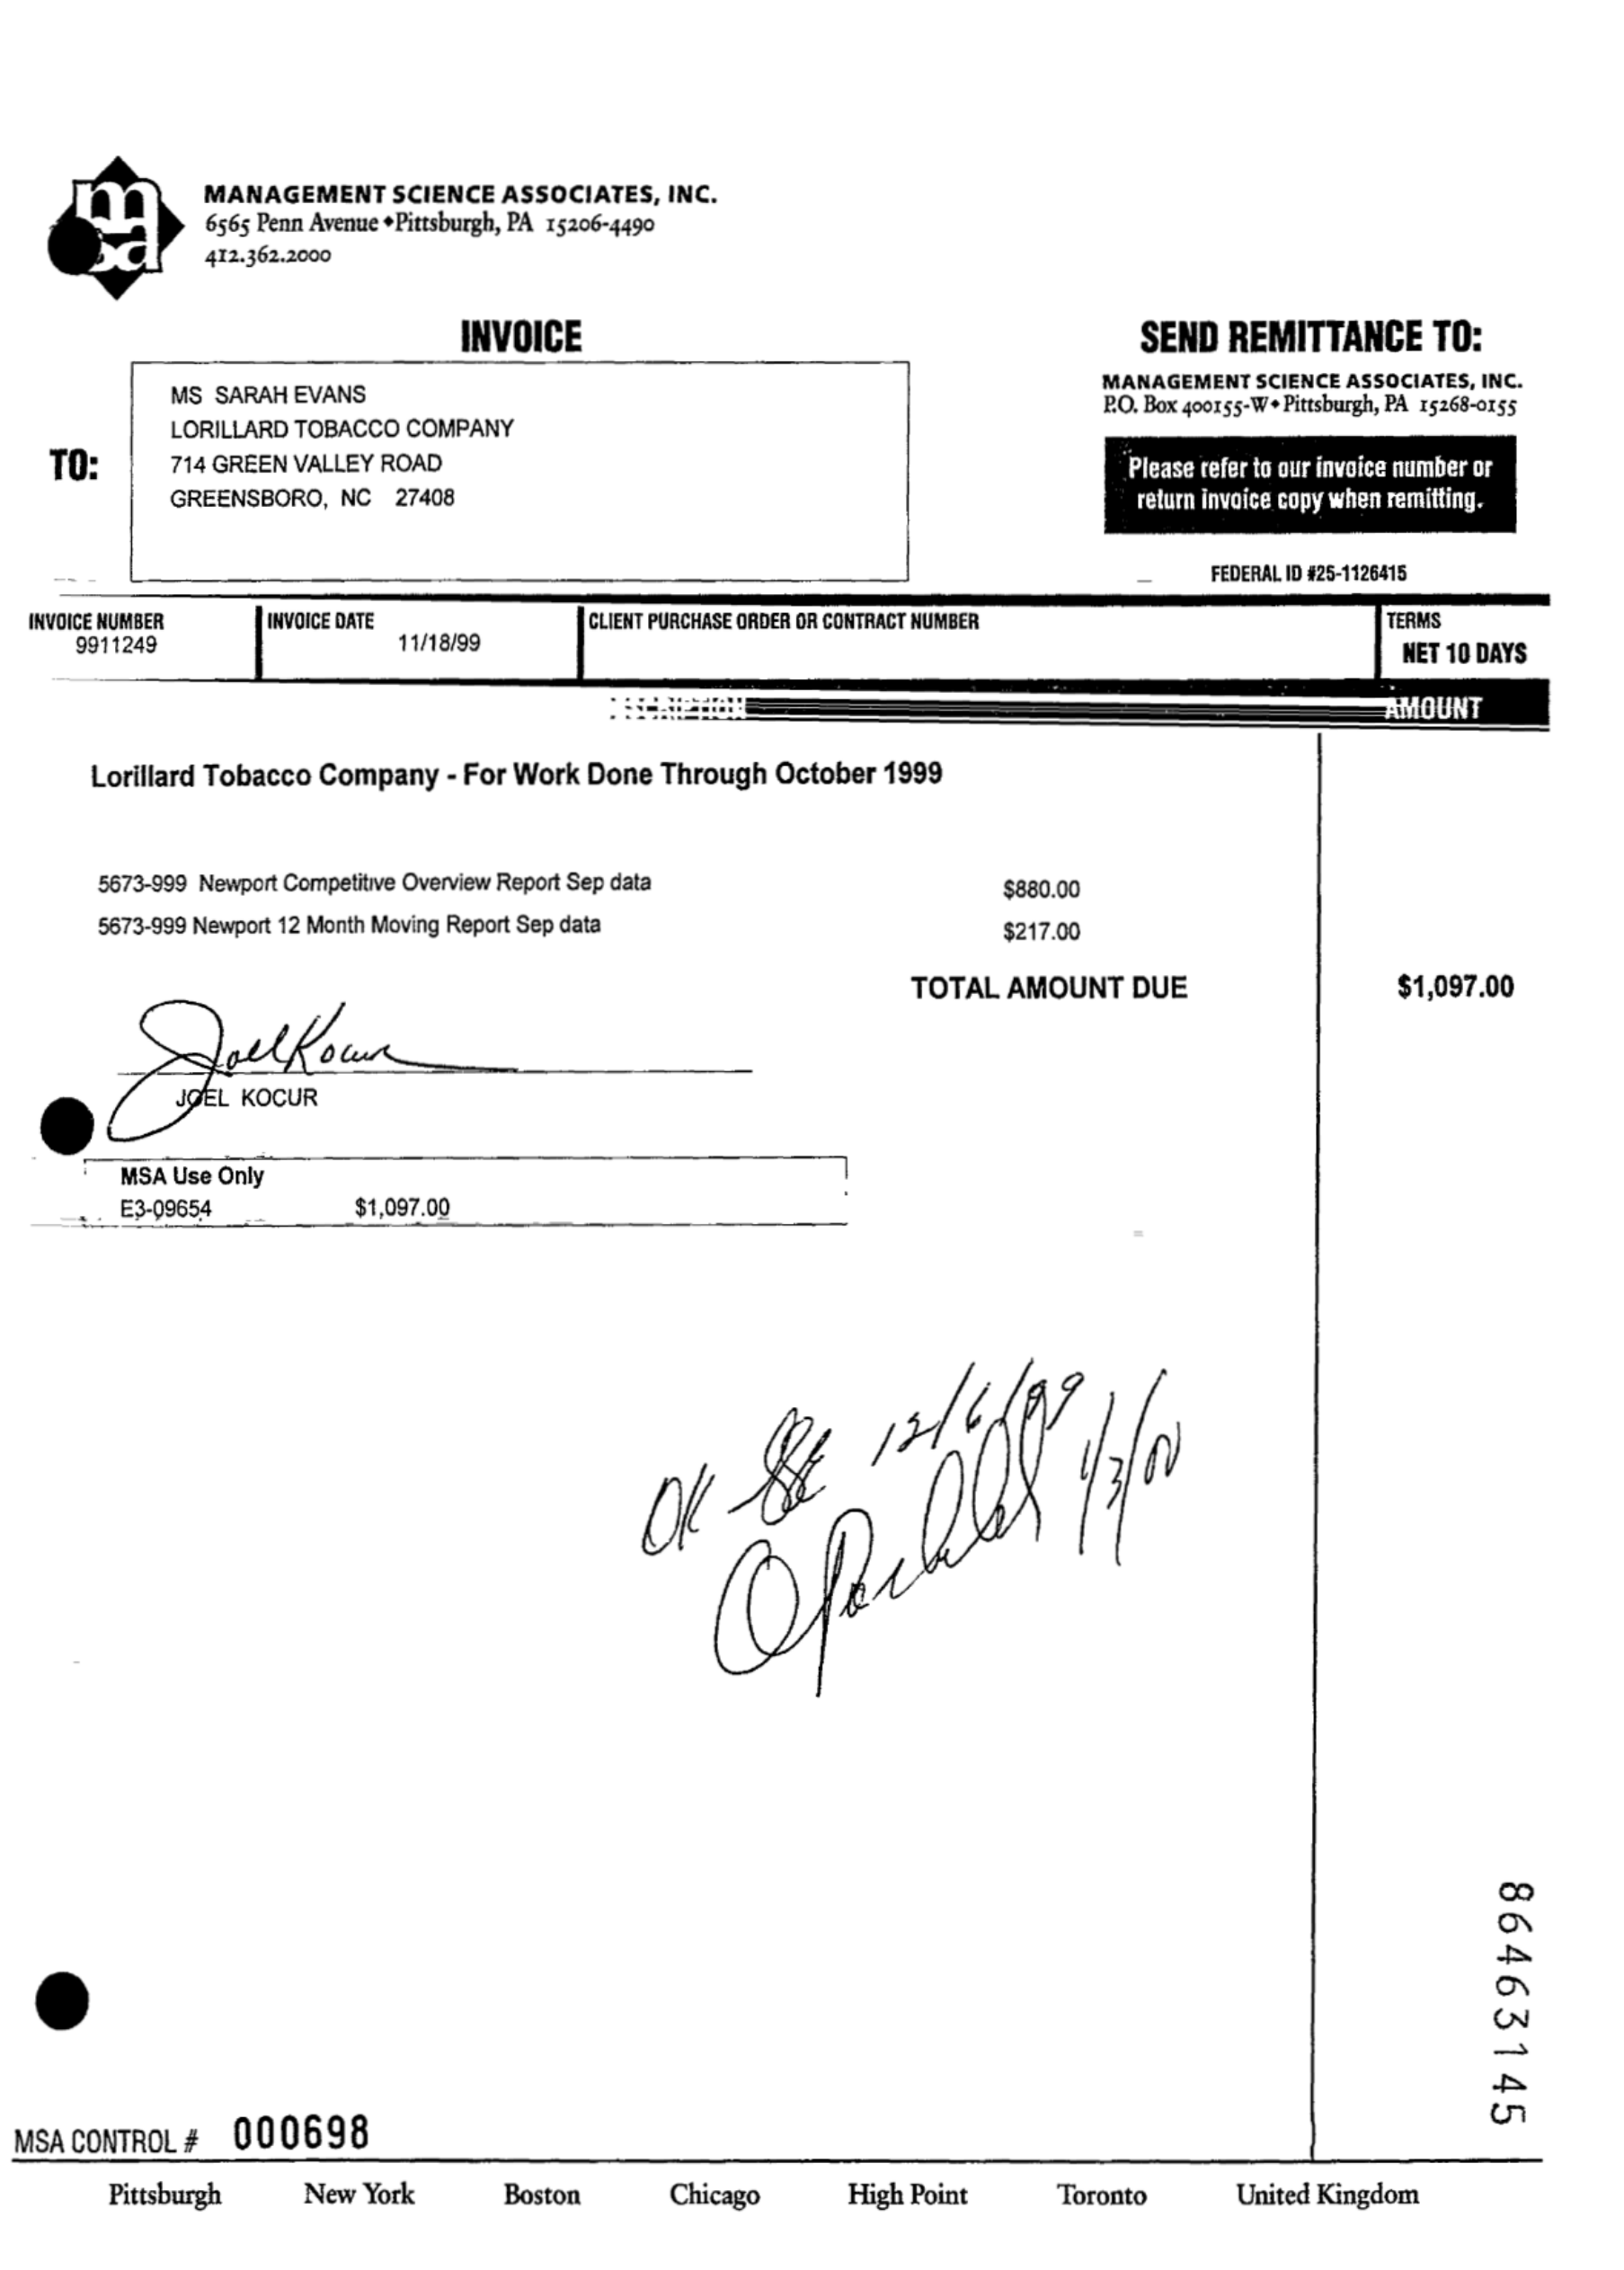 msa
MANAGEMENT SCIENCE ASSOCIATES, INC.
6565 Penn Avenue ◆ Pittsburgh, PA 15206-4490
412.362.2000
INVOICE
SEND REMITTANCE TO:
MANAGEMENT SCIENCE ASSOCIATES, INC.
P.O. Box 400155-W ◆ Pittsburgh, PA 15268-0155
TO:
MS SARAH EVANS
LORILLARD TOBACCO COMPANY
714 GREEN VALLEY ROAD
GREENSBORO, NC 27408
Please refer to our invoice number or
return invoice copy when remitting.
FEDERAL ID #25-1126415
INVOICE NUMBER
9911249
INVOICE DATE
11/18/99
CLIENT PURCHASE ORDER OR CONTRACT NUMBER
TERMS
NET 10 DAYS
DESCRIPTION AMOUNT
Lorillard Tobacco Company - For Work Done Through October 1999
5673-999 Newport Competitive Overview Report Sep data $880.00
5673-999 Newport 12 Month Moving Report Sep data $217.00
TOTAL AMOUNT DUE $1,097.00
Joel Kocur
JOEL KOCUR
MSA Use Only
E3-09654 $1,097.00
OK SE 12/6/99
1/3/00
86463145
MSA CONTROL # 000698
Pittsburgh New York Boston Chicago High Point Toronto United Kingdom